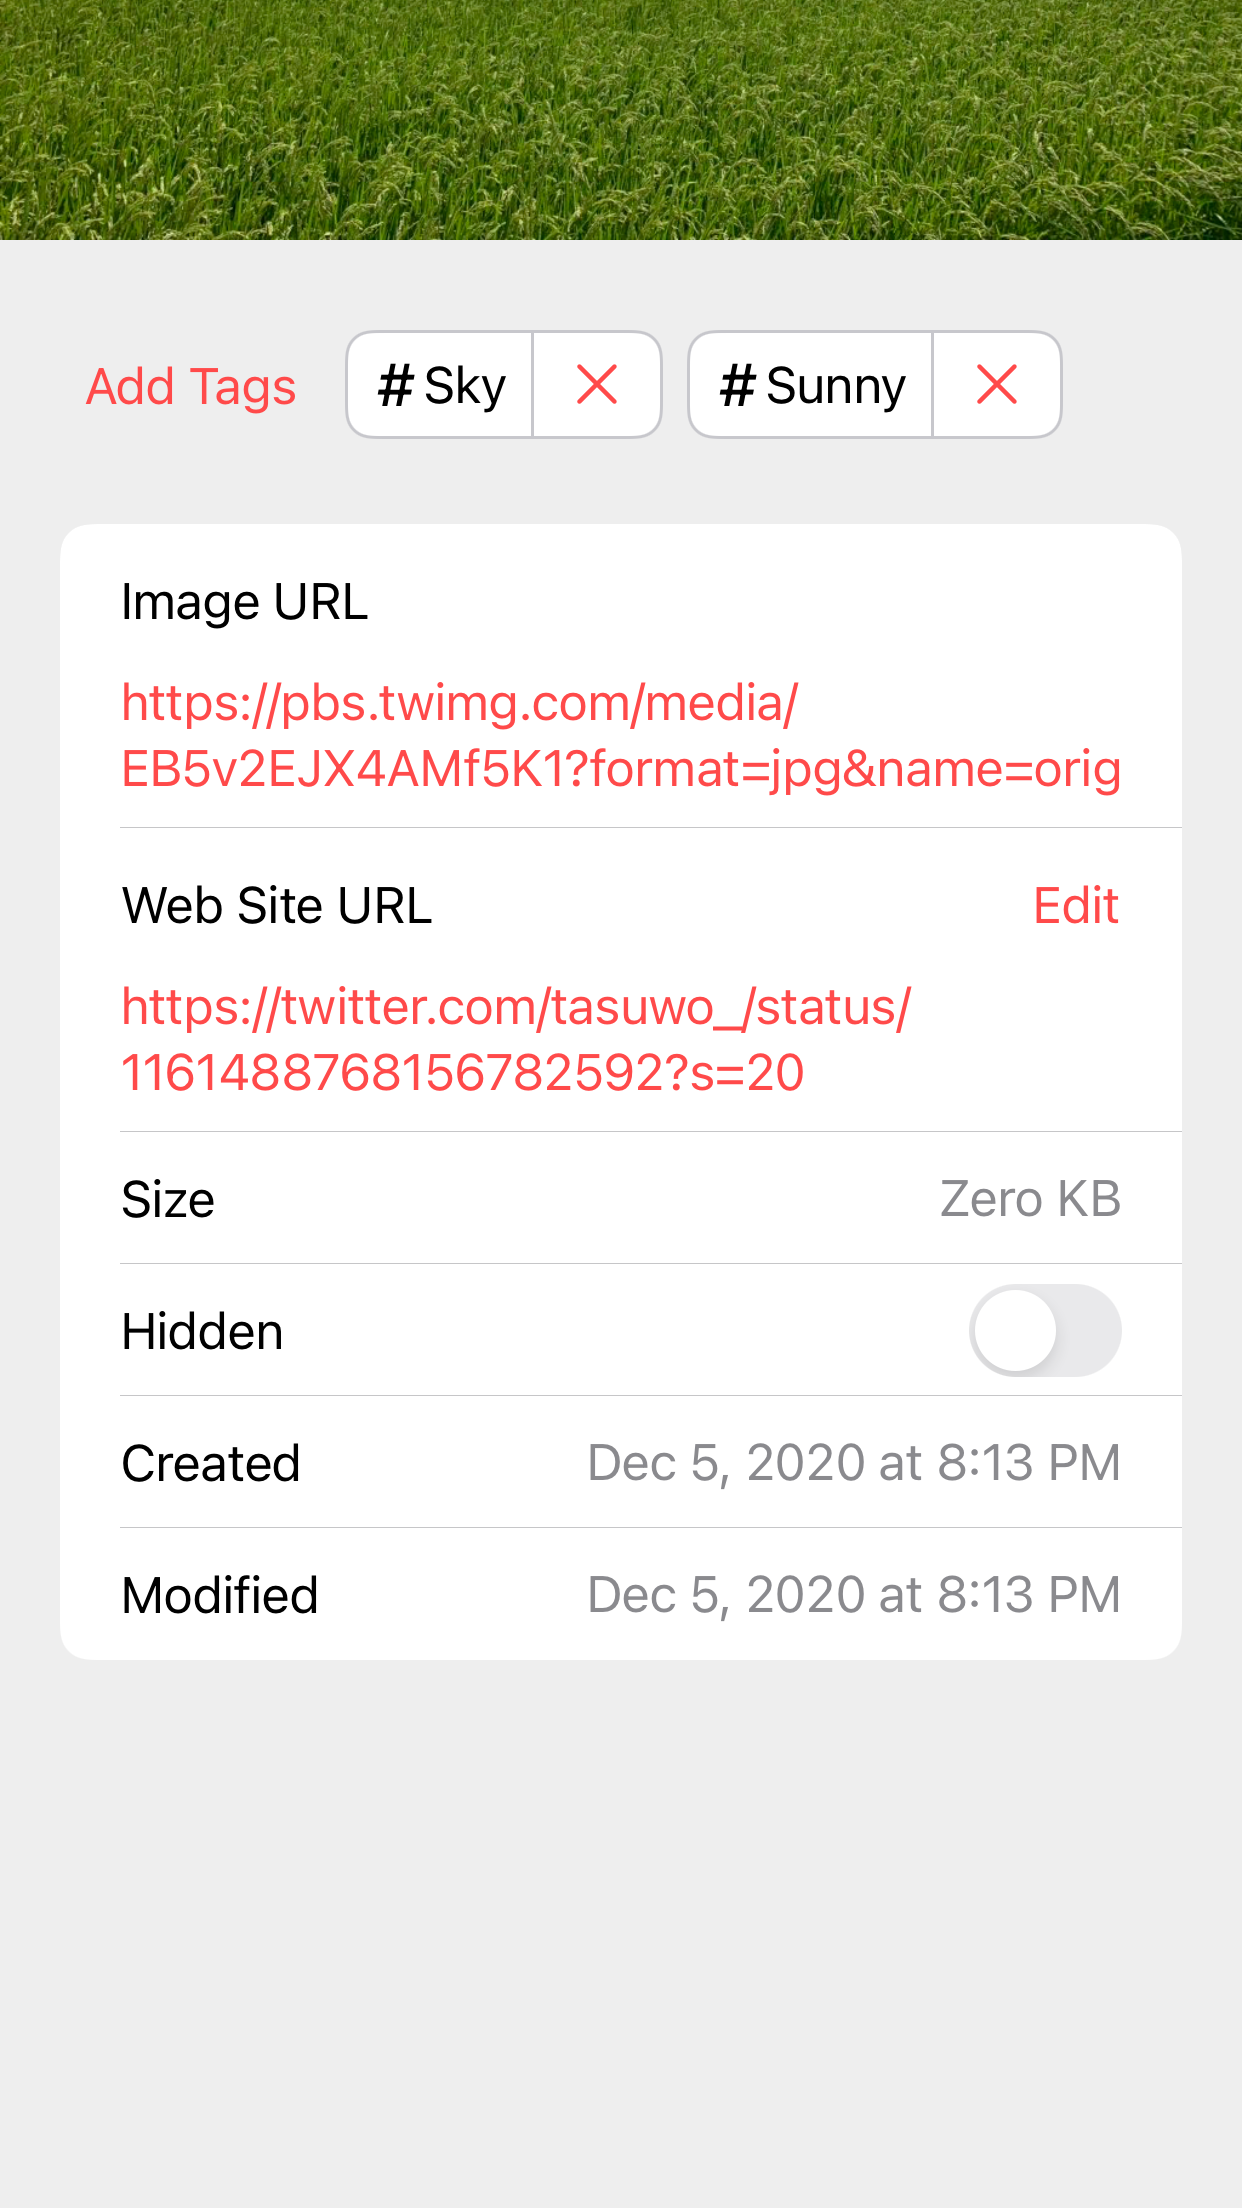 Add Tags # Sky # Sunny
Image URL
https://pbs.twimg.com/media/
EB5v2EJX4AMf5K1?format=jpg&name=orig
Web Site URL Edit
https://twitter.com/tasuwo_/status/
1161488768156782592?s=20
Size Zero KB
Hidden
Created Dec 5, 2020 at 8:13 PM
Modified Dec 5, 2020 at 8:13 PM